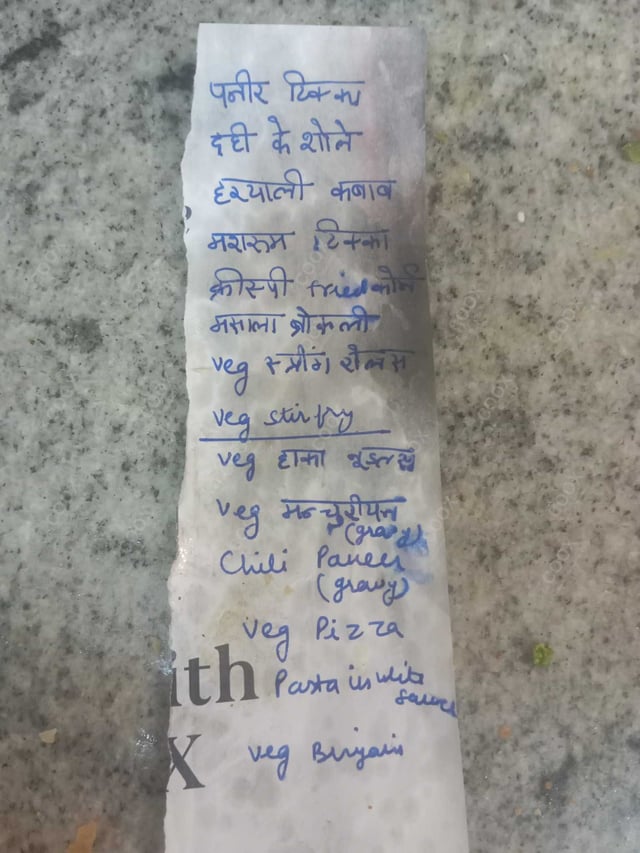 पनीर टिक्का
दही के शोले
हरयाली कबाब
मशरूम टिक्का
क्रीस्पी fried कोर्न
मसाला ब्रोकली
veg स्प्रींग रोल्स
veg stir fry
veg हाका नूडल्स
veg मन्चुरीयन
(gravy)
Chili Paneer
(gravy)
veg Pizza
ith
Pasta in white
sauce
X
veg Biryani